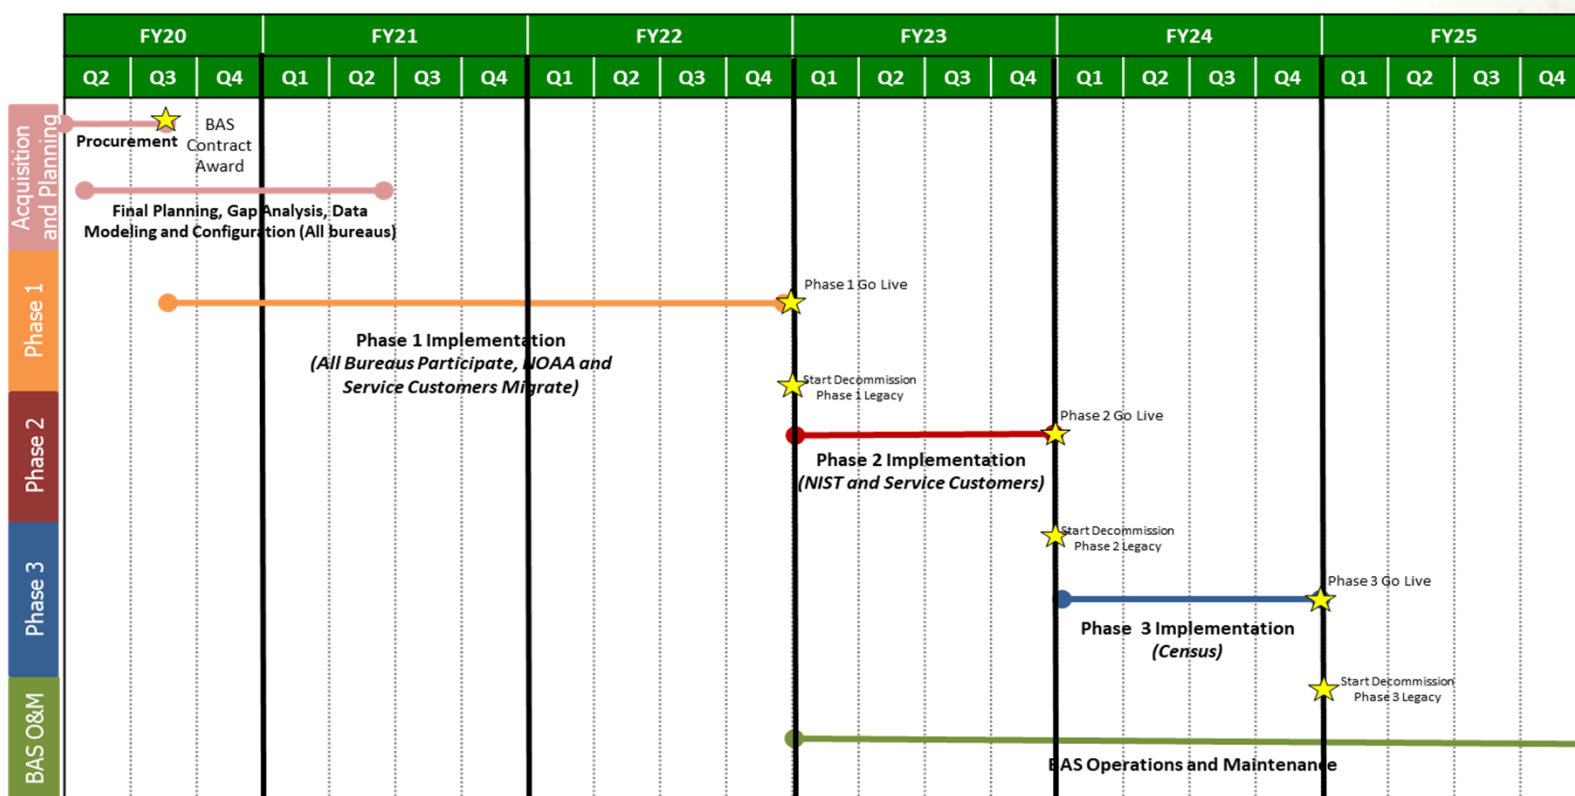 FY20 FY21 FY22 FY23 FY24 FY25
Q2 Q3 Q4 Q1 Q2 Q3 Q4 Q1 Q2 Q3 Q4 Q1 Q2 Q3 Q4 Q1 Q2 Q3 Q4 Q1 Q2 Q3 Q4
Acquisition
and Planning
Procurement
BAS
Contract
Award
Final Planning, Gap Analysis, Data
Modeling and Configuration (All bureaus)
Phase 1
Phase 1 Go Live
Phase 1 Implementation
(All Bureaus Participate, NOAA and
Service Customers Migrate)
Start Decommission
Phase 1 Legacy
Phase 2
Phase 2 Go Live
Phase 2 Implementation
(NIST and Service Customers)
Start Decommission
Phase 2 Legacy
Phase 3
Phase 3 Go Live
Phase 3 Implementation
(Census)
Start Decommission
Phase 3 Legacy
BAS O&M
BAS Operations and Maintenance